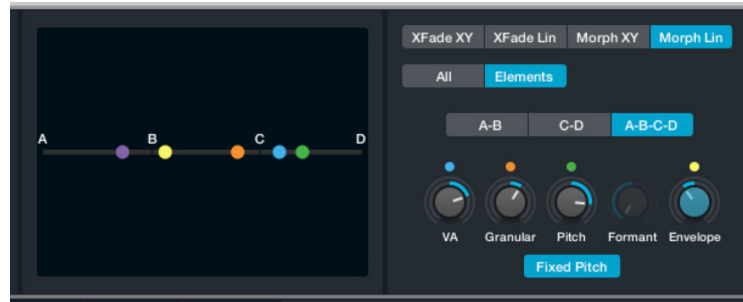 XFade XY XFade Lin Morph XY Morph Lin
All Elements
A-B C-D A-B-C-D
A B C D
VA Granular Pitch Formant Envelope
Fixed Pitch